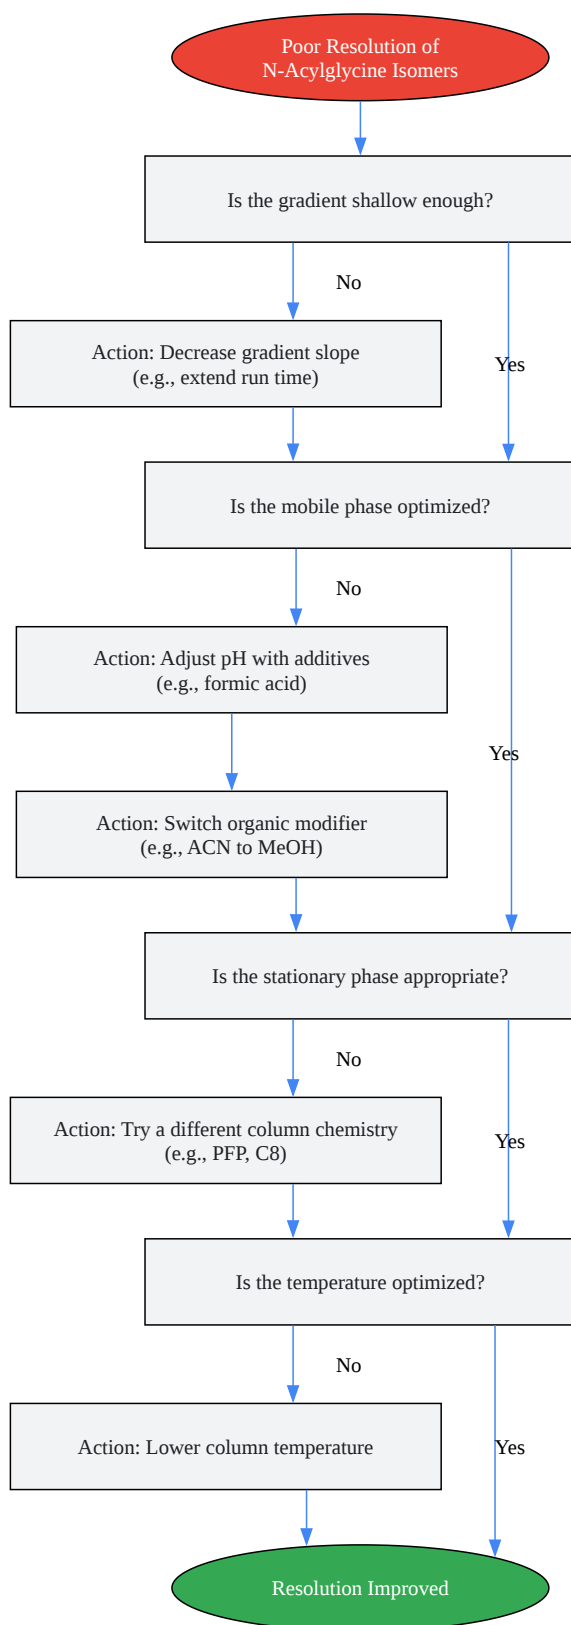 Poor Resolution of
N-Acylglycine Isomers
Is the gradient shallow enough?
No
Action: Decrease gradient slope
(e.g., extend run time)
Yes
Is the mobile phase optimized?
No
Action: Adjust pH with additives
(e.g., formic acid)
Yes
Action: Switch organic modifier
(e.g., ACN to MeOH)
Is the stationary phase appropriate?
No
Action: Try a different column chemistry
(e.g., PFP, C8)
Yes
Is the temperature optimized?
No
Action: Lower column temperature
Yes
Resolution Improved